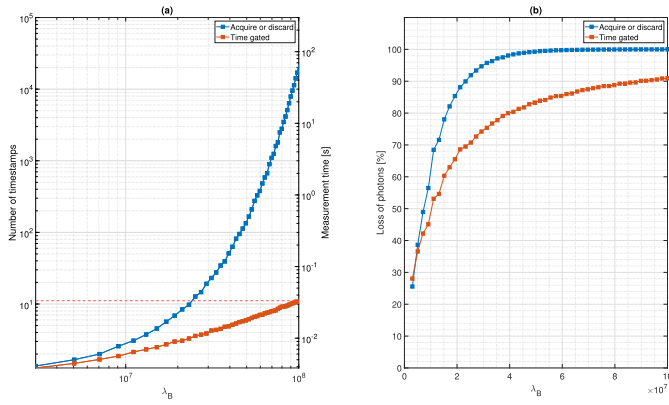 (a)
Acquire or discard
Time gated
Number of timestamps
10^5
10^4
10^3
10^2
10^1
Measurement time [s]
10^2
10^1
10^0
10^-1
10^-2
10^7
10^8
λ_B
(b)
Acquire or discard
Time gated
Loss of photons [%]
100
90
80
70
60
50
40
30
20
10
0
0
2
4
6
8
10
×10^7
λ_B